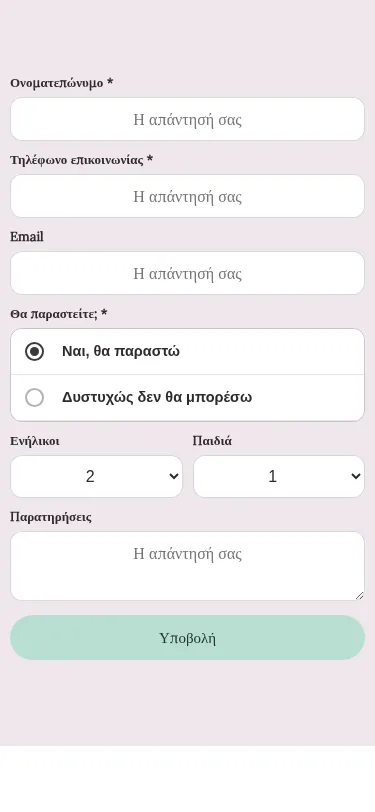 Ονοματεπώνυμο *
Η απάντησή σας
Τηλέφωνο επικοινωνίας *
Η απάντησή σας
Email
Η απάντησή σας
Θα παραστείτε; *
Ναι, θα παραστώ
Δυστυχώς δεν θα μπορέσω
Ενήλικοι Παιδιά
2 1
Παρατηρήσεις
Η απάντησή σας
Υποβολή